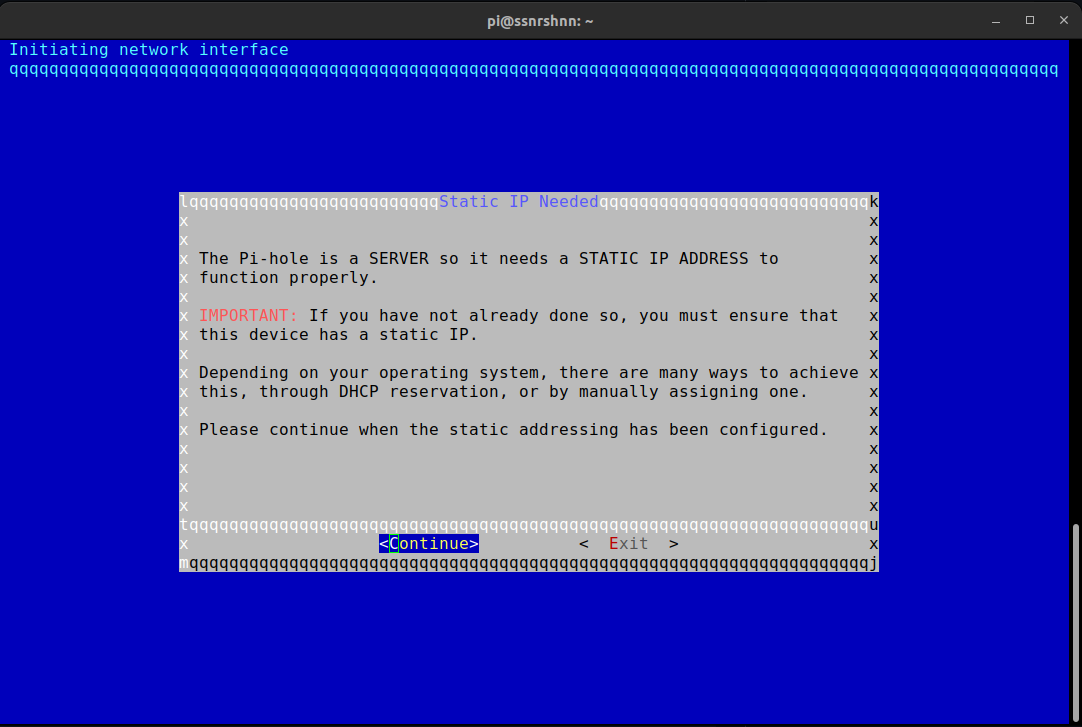 pi@ssnrshnn: ~
Initiating network interface
qqqqqqqqqqqqqqqqqqqqqqqqqqqqqqqqqqqqqqqqqqqqqqqqqqqqqqqqqqqqqqqqqqqqqqqqqqqqqqqqqqqqqqqqqqqqqqqqqqqqqqqqq
lqqqqqqqqqqqqqqqqqqqqqqqqqStatic IP Neededqqqqqqqqqqqqqqqqqqqqqqqqqqqk
x x
x x
x The Pi-hole is a SERVER so it needs a STATIC IP ADDRESS to x
x function properly. x
x x
x IMPORTANT: If you have not already done so, you must ensure that x
x this device has a static IP. x
x x
x Depending on your operating system, there are many ways to achieve x
x this, through DHCP reservation, or by manually assigning one. x
x x
x Please continue when the static addressing has been configured. x
x x
x x
x x
x x
tqqqqqqqqqqqqqqqqqqqqqqqqqqqqqqqqqqqqqqqqqqqqqqqqqqqqqqqqqqqqqqqqqqqqu
x <Continue> < Exit > x
mqqqqqqqqqqqqqqqqqqqqqqqqqqqqqqqqqqqqqqqqqqqqqqqqqqqqqqqqqqqqqqqqqqqqj